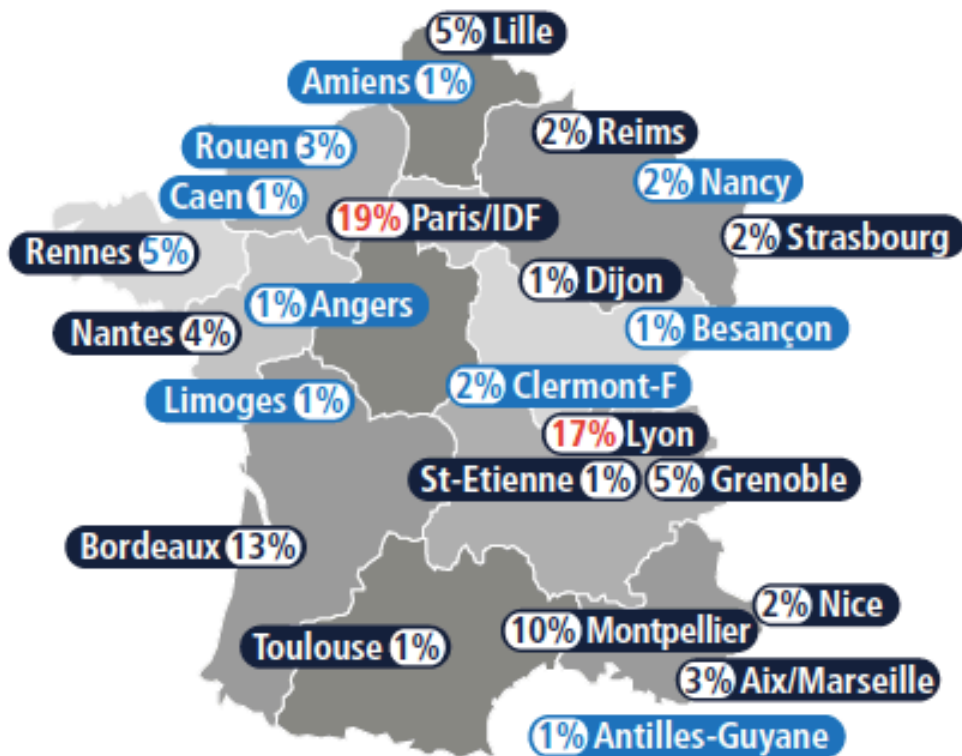 5% Lille
Amiens 1%
2% Reims
Rouen 3%
2% Nancy
Caen 1%
19% Paris/IDF
2% Strasbourg
Rennes 5%
1% Dijon
1% Angers
Nantes 4%
1% Besançon
Limoges 1%
2% Clermont-F
17% Lyon
St-Etienne 1%
5% Grenoble
Bordeaux 13%
2% Nice
10% Montpellier
Toulouse 1%
3% Aix/Marseille
1% Antilles-Guyane